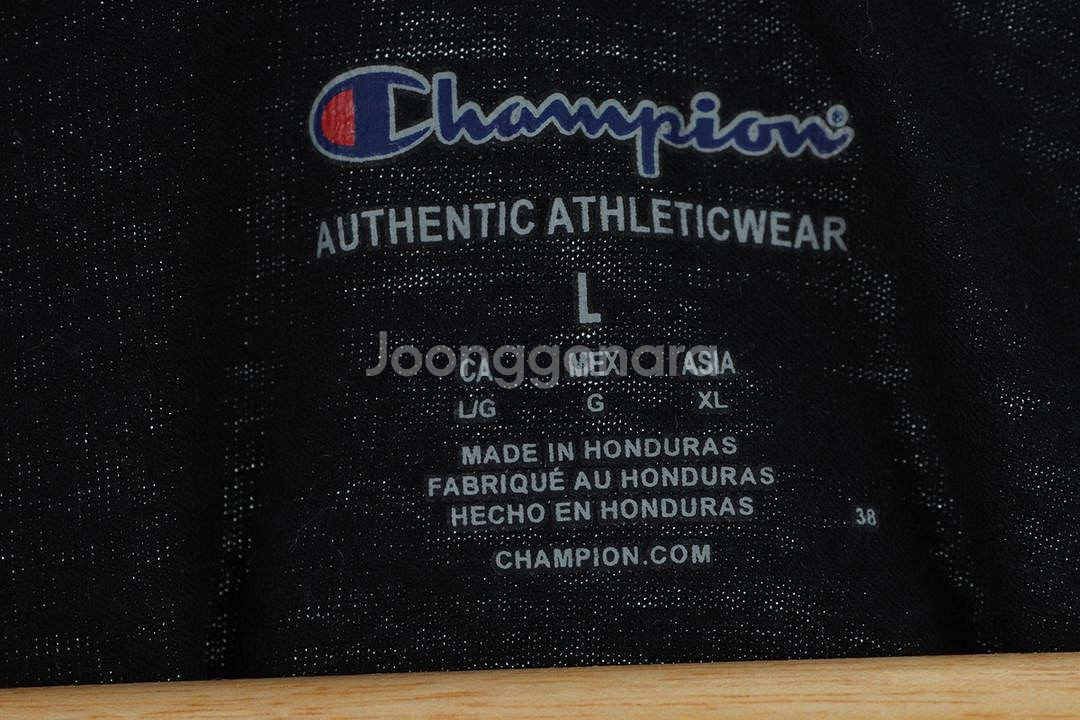 Champion®
AUTHENTIC ATHLETICWEAR
L
Joonggonara
CA MEX ASIA
L/G G XL
MADE IN HONDURAS
FABRIQUÉ AU HONDURAS
HECHO EN HONDURAS
38
CHAMPION.COM